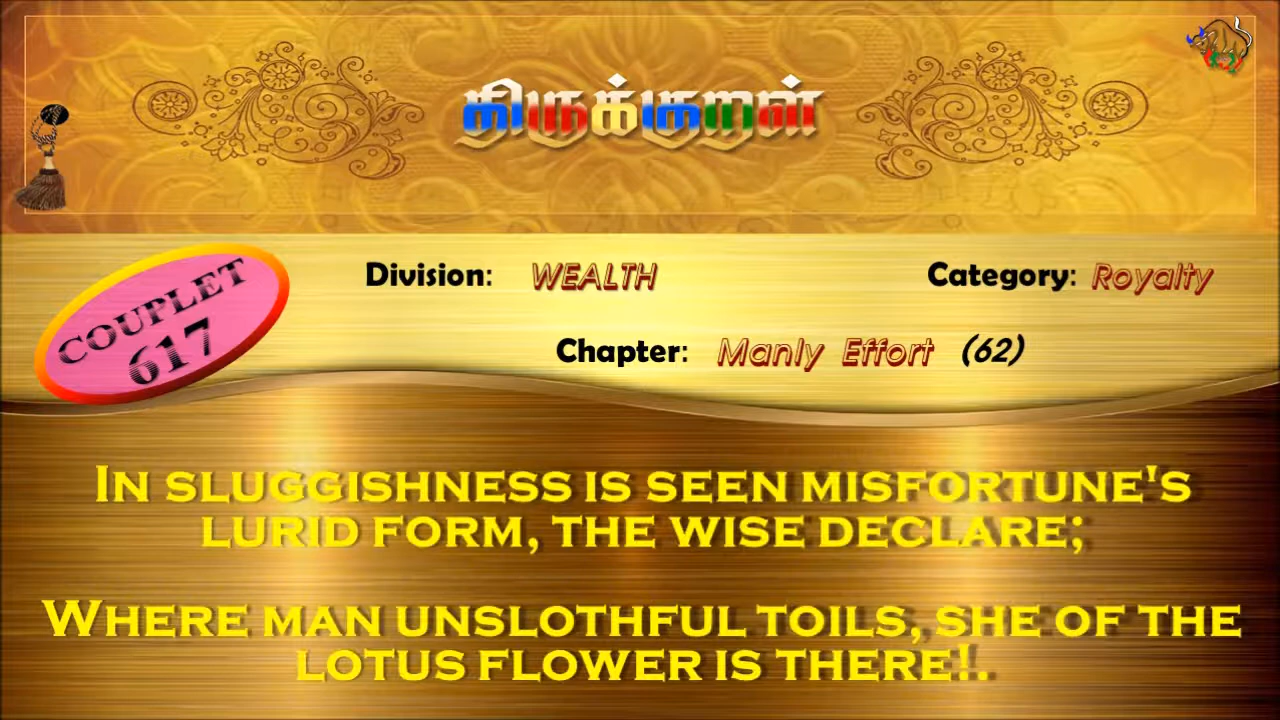 திருக்குறள்
COUPLET
617
Division: WEALTH
Category: Royalty
Chapter: Manly Effort (62)
In sluggishness is seen misfortune's
lurid form, the wise declare;
Where man unslothful toils, she of the
lotus flower is there!.